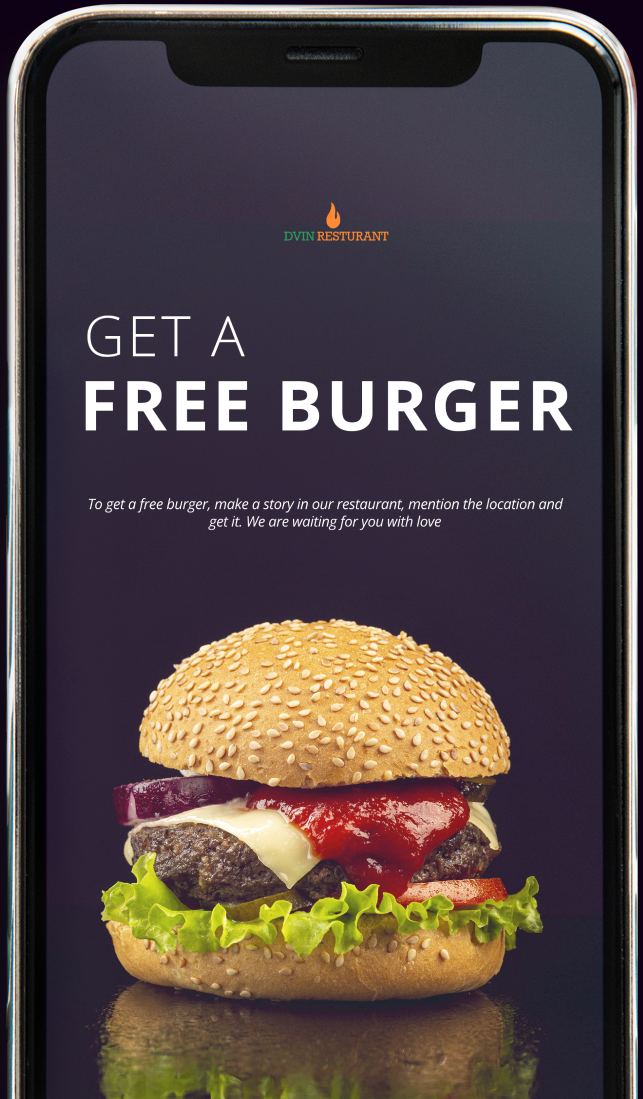 DVIN RESTURANT
GET A
FREE BURGER
To get a free burger, make a story in our restaurant, mention the location and
get it. We are waiting for you with love